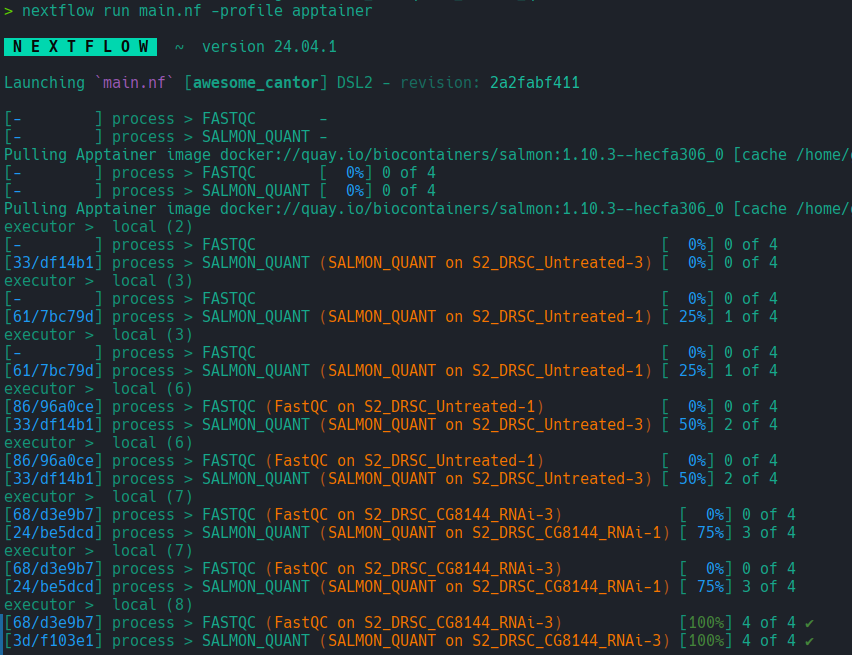 > nextflow run main.nf -profile apptainer
N E X T F L O W ~ version 24.04.1
Launching `main.nf` [awesome_cantor] DSL2 - revision: 2a2fabf411
[- ] process > FASTQC -
[- ] process > SALMON_QUANT -
Pulling Apptainer image docker://quay.io/biocontainers/salmon:1.10.3--hecfa306_0 [cache /home/
[- ] process > FASTQC [ 0%] 0 of 4
[- ] process > SALMON_QUANT [ 0%] 0 of 4
Pulling Apptainer image docker://quay.io/biocontainers/salmon:1.10.3--hecfa306_0 [cache /home/
executor > local (2)
[- ] process > FASTQC [ 0%] 0 of 4
[33/df14b1] process > SALMON_QUANT (SALMON_QUANT on S2_DRSC_Untreated-3) [ 0%] 0 of 4
executor > local (3)
[- ] process > FASTQC [ 0%] 0 of 4
[61/7bc79d] process > SALMON_QUANT (SALMON_QUANT on S2_DRSC_Untreated-1) [ 25%] 1 of 4
executor > local (3)
[- ] process > FASTQC [ 0%] 0 of 4
[61/7bc79d] process > SALMON_QUANT (SALMON_QUANT on S2_DRSC_Untreated-1) [ 25%] 1 of 4
executor > local (6)
[86/96a0ce] process > FASTQC (FastQC on S2_DRSC_Untreated-1) [ 0%] 0 of 4
[33/df14b1] process > SALMON_QUANT (SALMON_QUANT on S2_DRSC_Untreated-3) [ 50%] 2 of 4
executor > local (6)
[86/96a0ce] process > FASTQC (FastQC on S2_DRSC_Untreated-1) [ 0%] 0 of 4
[33/df14b1] process > SALMON_QUANT (SALMON_QUANT on S2_DRSC_Untreated-3) [ 50%] 2 of 4
executor > local (7)
[68/d3e9b7] process > FASTQC (FastQC on S2_DRSC_CG8144_RNAi-3) [ 0%] 0 of 4
[24/be5dcd] process > SALMON_QUANT (SALMON_QUANT on S2_DRSC_CG8144_RNAi-1) [ 75%] 3 of 4
executor > local (7)
[68/d3e9b7] process > FASTQC (FastQC on S2_DRSC_CG8144_RNAi-3) [ 0%] 0 of 4
[24/be5dcd] process > SALMON_QUANT (SALMON_QUANT on S2_DRSC_CG8144_RNAi-1) [ 75%] 3 of 4
executor > local (8)
[68/d3e9b7] process > FASTQC (FastQC on S2_DRSC_CG8144_RNAi-3) [100%] 4 of 4 ✔
[3d/f103e1] process > SALMON_QUANT (SALMON_QUANT on S2_DRSC_CG8144_RNAi-3) [100%] 4 of 4 ✔